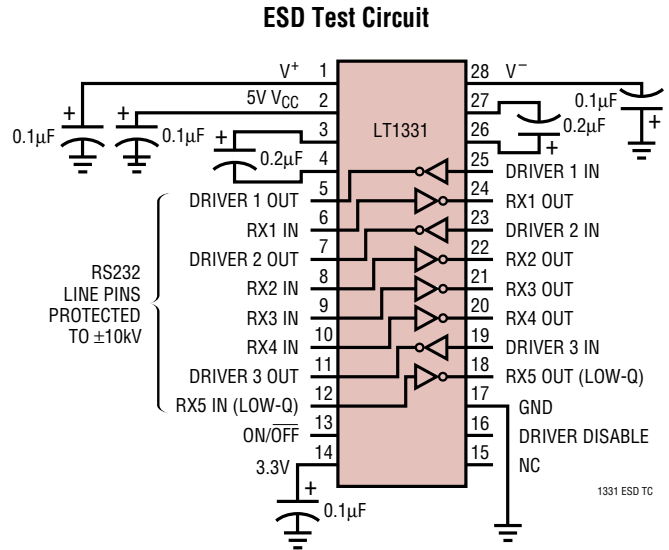 ESD Test Circuit
V+ 1
28 V−
5V VCC 2
27
0.1µF
+
0.1µF
+
0.1µF
+
3
LT1331
26
0.2µF
+
0.2µF
+
4
25 DRIVER 1 IN
DRIVER 1 OUT 5
24 RX1 OUT
RX1 IN 6
23 DRIVER 2 IN
DRIVER 2 OUT 7
22 RX2 OUT
RX2 IN 8
21 RX3 OUT
RX3 IN 9
20 RX4 OUT
RX4 IN 10
19 DRIVER 3 IN
DRIVER 3 OUT 11
18 RX5 OUT (LOW-Q)
RX5 IN (LOW-Q) 12
17 GND
ON/OFF 13
16 DRIVER DISABLE
3.3V 14
15 NC
+
0.1µF
RS232
LINE PINS
PROTECTED
TO ±10kV
1331 ESD TC